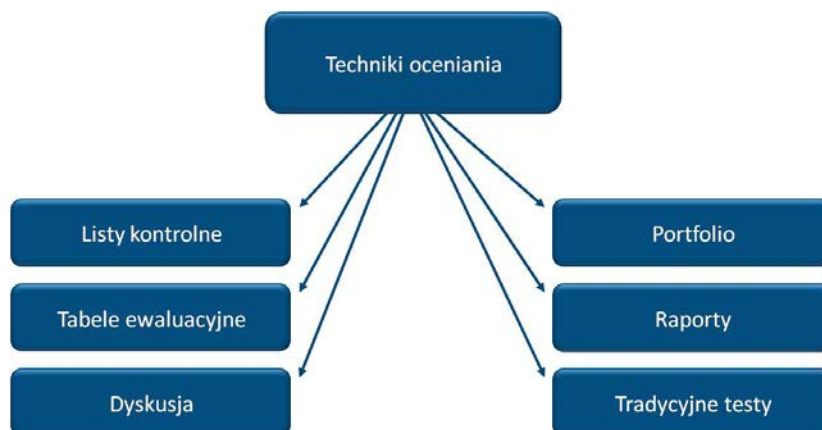 Techniki oceniania
Listy kontrolne
Portfolio
Tabele ewaluacyjne
Raporty
Dyskusja
Tradycyjne testy